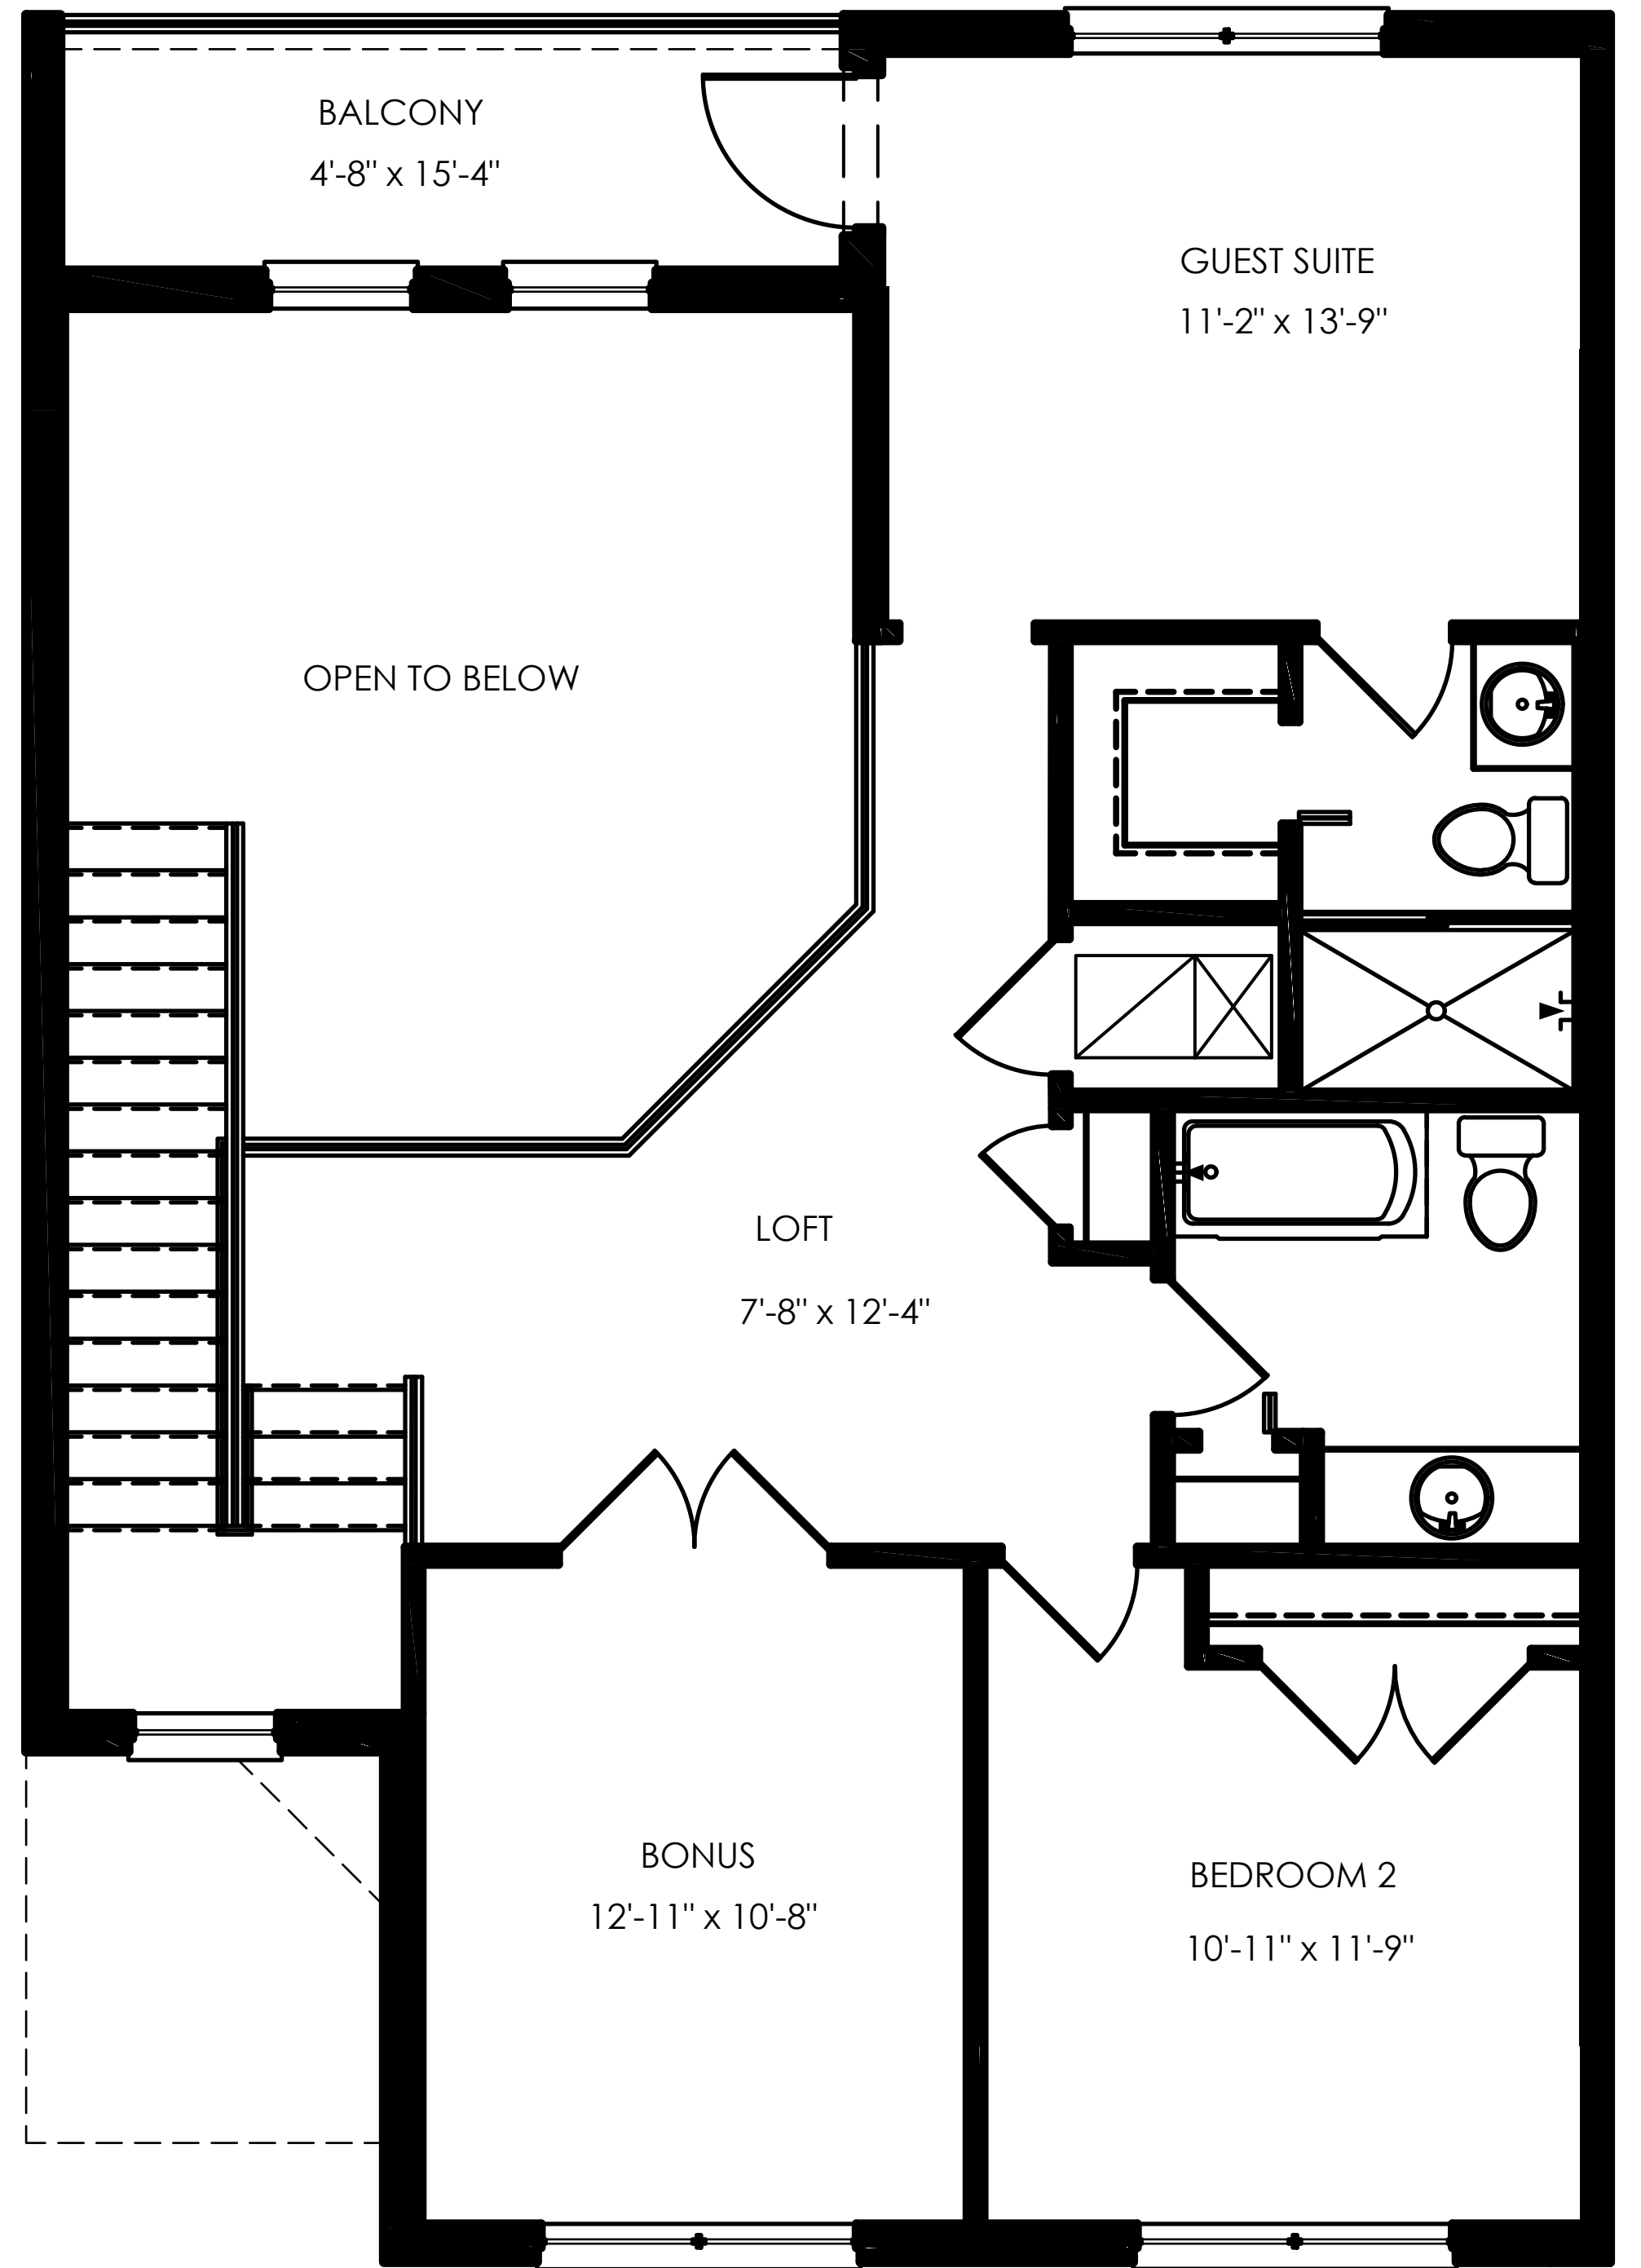 BALCONY
4'-8" x 15'-4"
GUEST SUITE
11'-2" x 13'-9"
OPEN TO BELOW
LOFT
7'-8" x 12'-4"
BONUS
12'-11" x 10'-8"
BEDROOM 2
10'-11" x 11'-9"